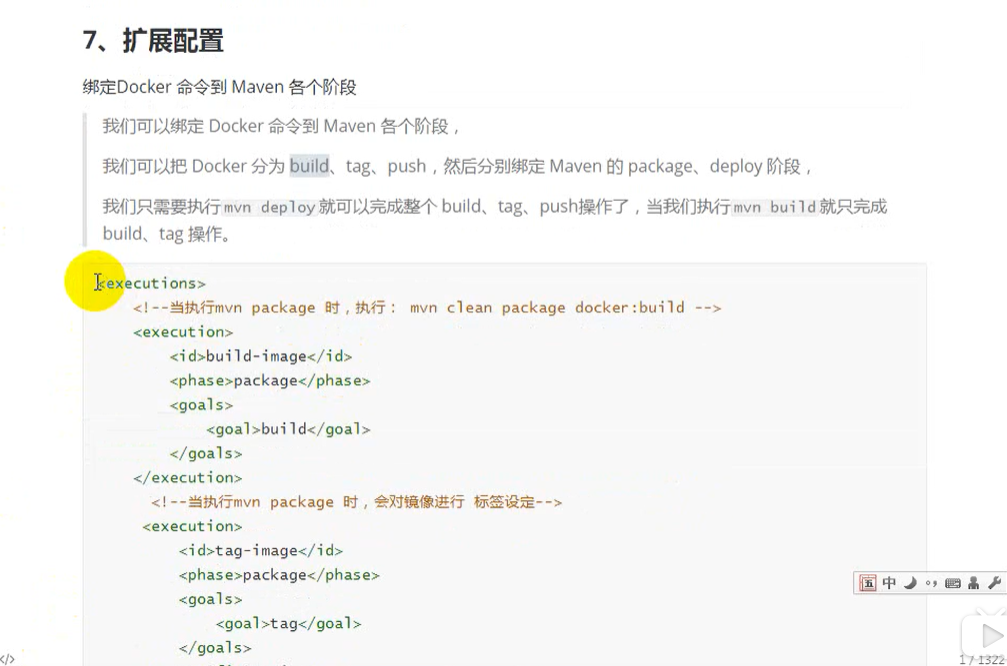 7、扩展配置
绑定Docker 命令到 Maven 各个阶段
我们可以绑定 Docker 命令到 Maven 各个阶段，
我们可以把 Docker 分为 build、tag、push，然后分别绑定 Maven 的 package、deploy 阶段，
我们只需要执行mvn deploy就可以完成整个 build、tag、push操作了，当我们执行mvn build就只完成
build、tag 操作。
<executions>
<!--当执行mvn package 时，执行： mvn clean package docker:build -->
<execution>
<id>build-image</id>
<phase>package</phase>
<goals>
<goal>build</goal>
</goals>
</execution>
<!--当执行mvn package 时，会对镜像进行 标签设定-->
<execution>
<id>tag-image</id>
<phase>package</phase>
<goals>
<goal>tag</goal>
</goals>
五 中
</>
1 / 1322